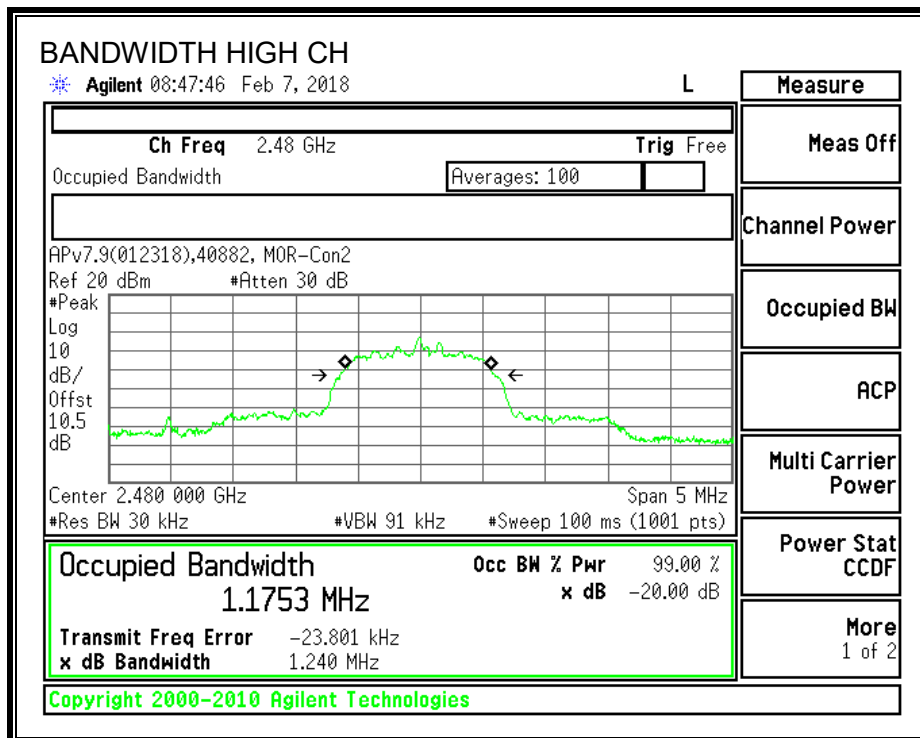 BANDWIDTH HIGH CH
Agilent 08:47:46 Feb 7, 2018 L
Measure
Ch Freq 2.48 GHz Trig Free
Meas Off
Occupied Bandwidth Averages: 100
Channel Power
APv7.9(012318),40882, MOR-Con2
Ref 20 dBm #Atten 30 dB
#Peak
Log
10
dB/
Offst
10.5
dB
Occupied BW
ACP
Multi Carrier
Power
Center 2.480 000 GHz Span 5 MHz
#Res BW 30 kHz #VBW 91 kHz #Sweep 100 ms (1001 pts)
Power Stat
CCDF
Occupied Bandwidth Occ BW % Pwr 99.00 %
1.1753 MHz x dB -20.00 dB
Transmit Freq Error -23.801 kHz
x dB Bandwidth 1.240 MHz
More
1 of 2
Copyright 2000-2010 Agilent Technologies